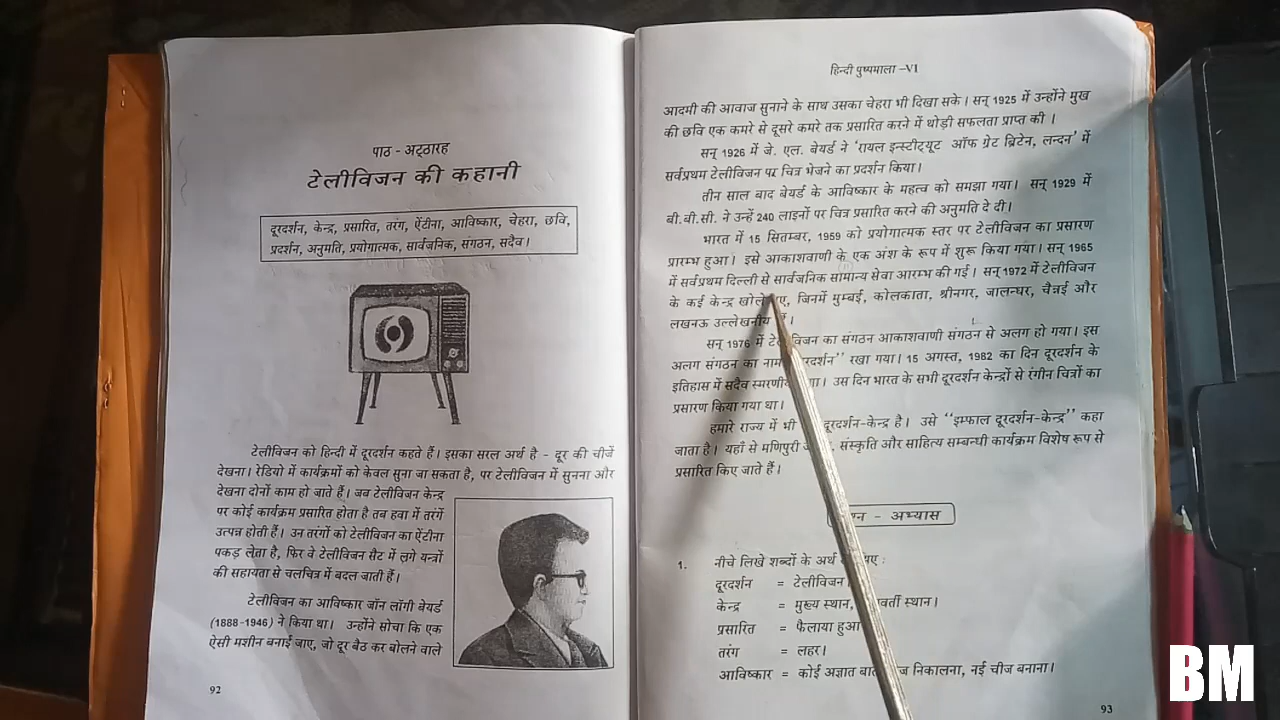 पाठ - अट्ठारह
टेलीविजन की कहानी
दूरदर्शन, केन्द्र, प्रसारित, तरंग, ऐंटीना, आविष्कार, चेहरा, छवि,
प्रदर्शन, अनुमति, प्रयोगात्मक, सार्वजनिक, संगठन, सदैव।
टेलीविजन को हिन्दी में दूरदर्शन कहते हैं। इसका सरल अर्थ है - दूर की चीजें
देखना। रेडियो में कार्यक्रमों को केवल सुना जा सकता है, पर टेलीविजन में सुनना और
देखना दोनों काम हो जाते हैं। जब टेलीविजन केन्द्र
पर कोई कार्यक्रम प्रसारित होता है तब हवा में तरंगें
उत्पन्न होती हैं। उन तरंगों को टेलीविजन का ऐंटीना
पकड़ लेता है, फिर वे टेलीविजन सैट में लगे यन्त्रों
की सहायता से चलचित्र में बदल जाती हैं।
टेलीविजन का आविष्कार जॉन लॉगी बेयर्ड
(1888-1946) ने किया था। उन्होंने सोचा कि एक
ऐसी मशीन बनाई जाए, जो दूर बैठ कर बोलने वाले
92
हिन्दी पुष्पमाला –VI
आदमी की आवाज सुनाने के साथ उसका चेहरा भी दिखा सके। सन् 1925 में उन्होंने मुख
की छवि एक कमरे से दूसरे कमरे तक प्रसारित करने में थोड़ी सफलता प्राप्त की।
सन् 1926 में जे. एल. बेयर्ड ने 'रायल इन्स्टीट्यूट ऑफ ग्रेट ब्रिटेन, लन्दन' में
सर्वप्रथम टेलीविजन पर चित्र भेजने का प्रदर्शन किया।
तीन साल बाद बेयर्ड के आविष्कार के महत्व को समझा गया। सन् 1929 में
बी.वी.सी. ने उन्हें 240 लाइनों पर चित्र प्रसारित करने की अनुमति दे दी।
भारत में 15 सितम्बर, 1959 को प्रयोगात्मक स्तर पर टेलीविजन का प्रसारण
प्रारम्भ हुआ। इसे आकाशवाणी के एक अंश के रूप में शुरू किया गया। सन् 1965
में सर्वप्रथम दिल्ली से सार्वजनिक सामान्य सेवा आरम्भ की गई। सन् 1972 में टेलीविजन
के कई केन्द्र खोले जिनमें मुम्बई, कोलकाता, श्रीनगर, जालन्धर, चैन्नई और
लखनऊ उल्लेखनीय
सन् 1976 में का संगठन आकाशवाणी संगठन से अलग हो गया। इस
अलग संगठन का नाम रखा गया। 15 अगस्त, 1982 का दिन दूरदर्शन के
इतिहास में सदैव उस दिन भारत के सभी दूरदर्शन केन्द्रों से रंगीन चित्रों का
प्रसारण किया गया था।
हमारे राज्य में भी दूरदर्शन-केन्द्र है। उसे "इम्फाल दूरदर्शन-केन्द्र" कहा
जाता है। यहाँ से मणिपुरी संस्कृति और साहित्य सम्बन्धी कार्यक्रम विशेष रूप से
प्रसारित किए जाते हैं।
- अभ्यास
1. नीचे लिखे शब्दों के अर्थ
दूरदर्शन = टेलीविजन
केन्द्र = मुख्य स्थान, स्थान।
प्रसारित = फैलाया हुआ
तरंग = लहर।
आविष्कार = कोई अज्ञात निकालना, नई चीज बनाना।
93
BM